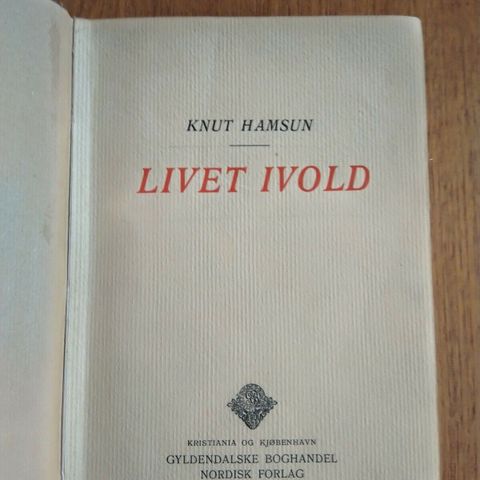 KNUT HAMSUN
LIVET IVOLD
KRISTIANIA OG KJØBENHAVN
GYLDENDALSKE BOGHANDEL
NORDISK FORLAG